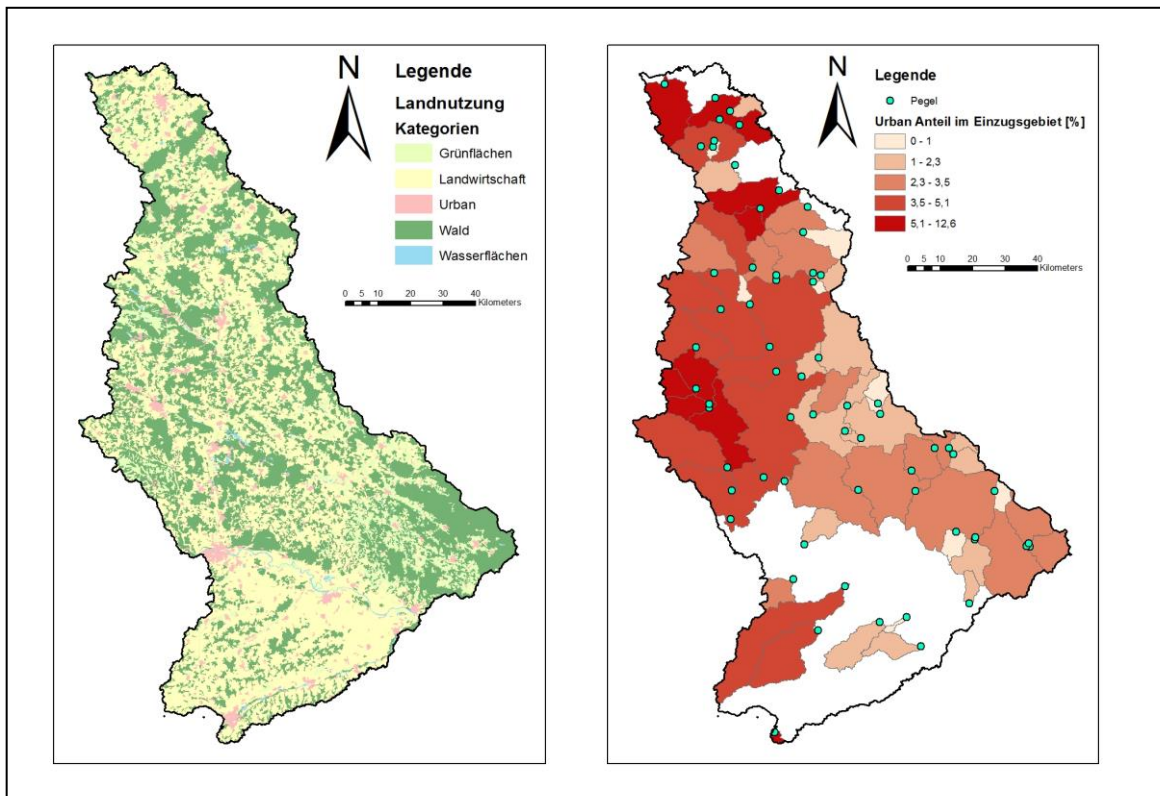 N
Legende
Landnutzung
Kategorien
Grünflächen
Landwirtschaft
Urban
Wald
Wasserflächen
0 5 10 20 30 40
Kilometers
N
Legende
Pegel
Urban Anteil im Einzugsgebiet [%]
0 - 1
1 - 2,3
2,3 - 3,5
3,5 - 5,1
5,1 - 12,6
0 5 10 20 30 40
Kilometers